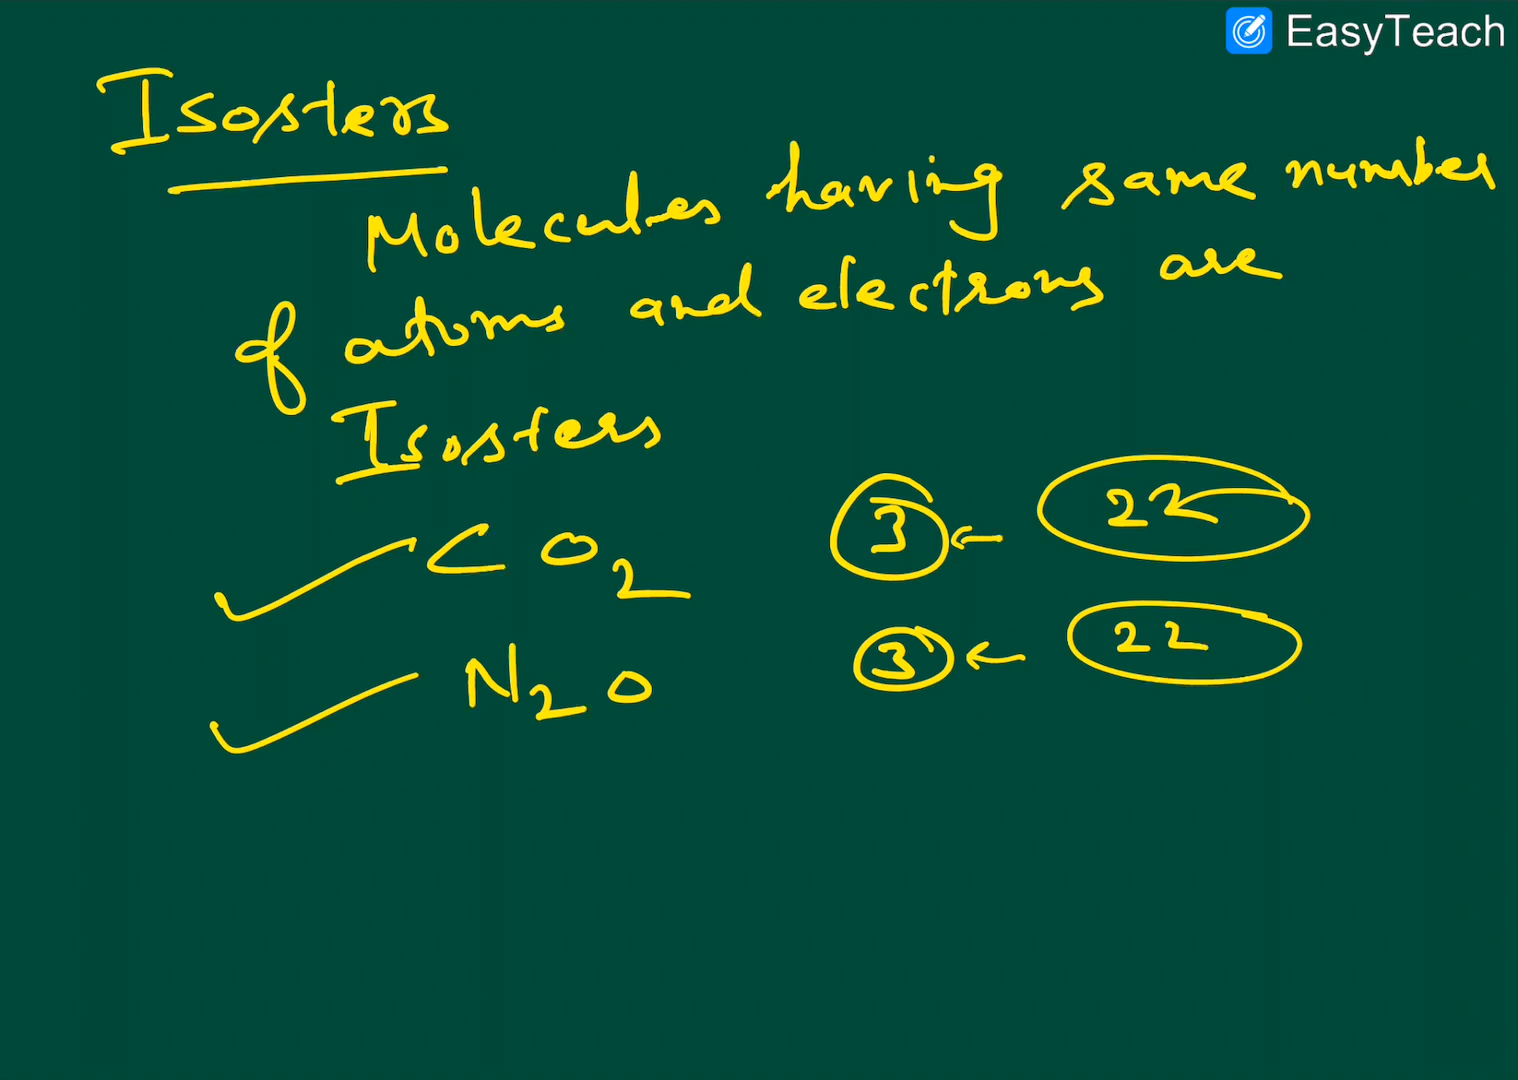 EasyTeach
Isosters
Molecules having same number
of atoms and electrons are
Isosters
CO2 3 ← 22
N2O 3 ← 22